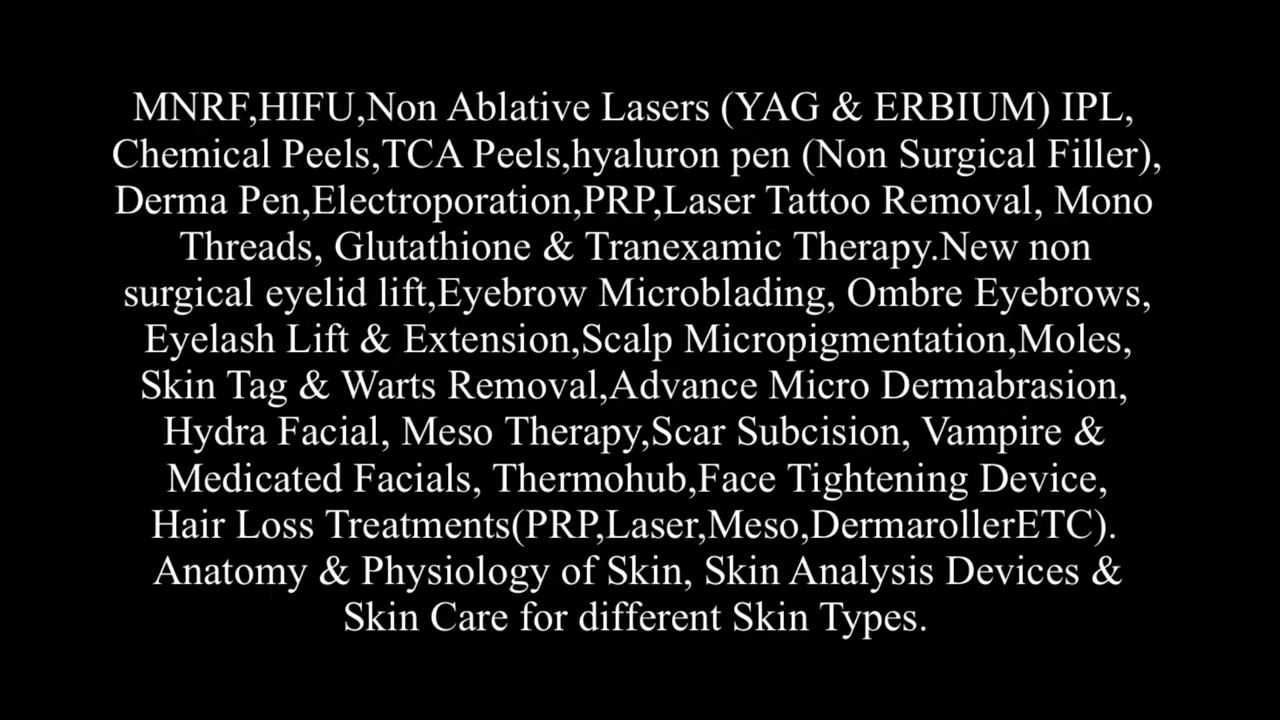 MNRF,HIFU,Non Ablative Lasers (YAG & ERBIUM) IPL,
Chemical Peels,TCA Peels,hyaluron pen (Non Surgical Filler),
Derma Pen,Electroporation,PRP,Laser Tattoo Removal, Mono
Threads, Glutathione & Tranexamic Therapy.New non
surgical eyelid lift,Eyebrow Microblading, Ombre Eyebrows,
Eyelash Lift & Extension,Scalp Micropigmentation,Moles,
Skin Tag & Warts Removal,Advance Micro Dermabrasion,
Hydra Facial, Meso Therapy,Scar Subcision, Vampire &
Medicated Facials, Thermohub,Face Tightening Device,
Hair Loss Treatments(PRP,Laser,Meso,DermarollerETC).
Anatomy & Physiology of Skin, Skin Analysis Devices &
Skin Care for different Skin Types.